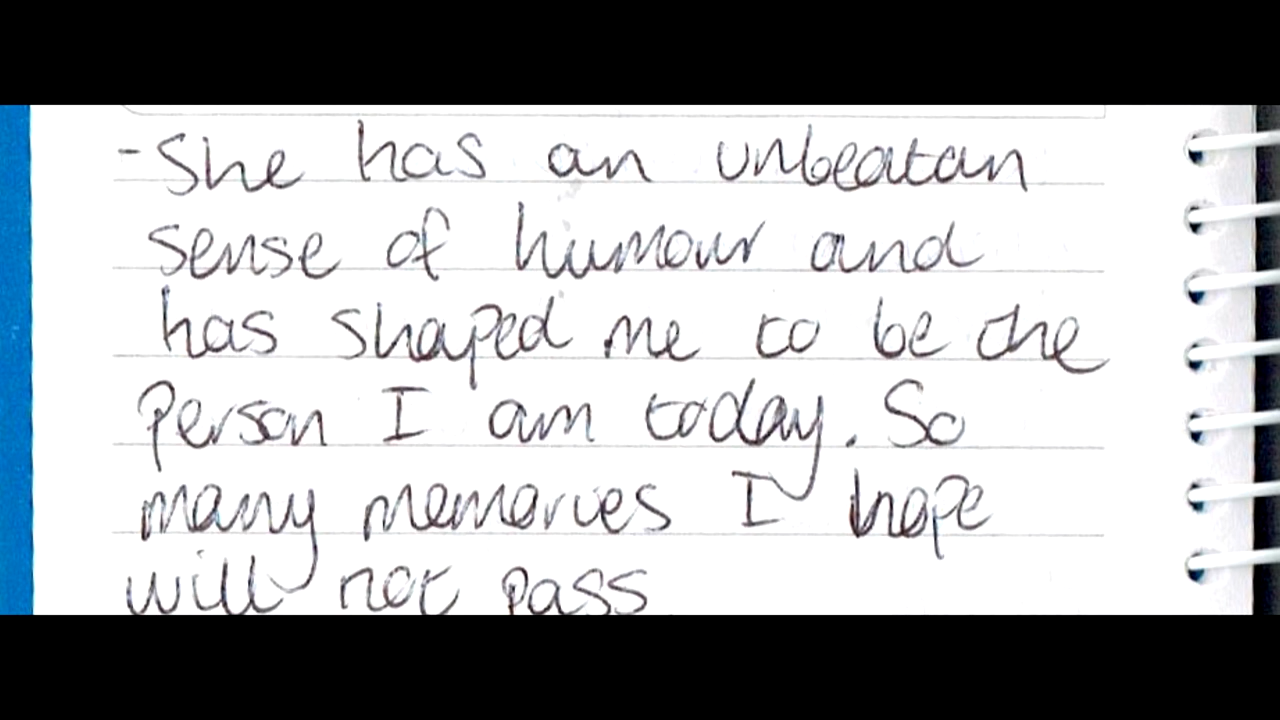 - She has an unbeatan
sense of humour and
has shaped me to be the
person I am today. So
many memories I hope
will not pass